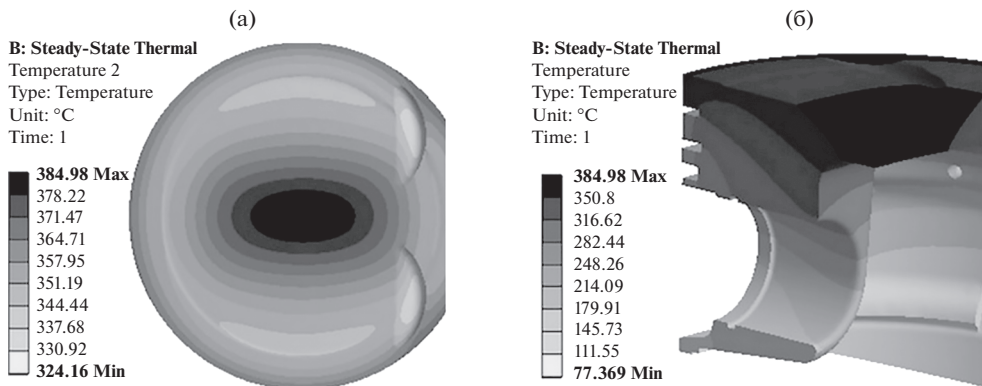 (а)
B: Steady-State Thermal
Temperature 2
Type: Temperature
Unit: °C
Time: 1
384.98 Max
378.22
371.47
364.71
357.95
351.19
344.44
337.68
330.92
324.16 Min
(б)
B: Steady-State Thermal
Temperature
Type: Temperature
Unit: °C
Time: 1
384.98 Max
350.8
316.62
282.44
248.26
214.09
179.91
145.73
111.55
77.369 Min